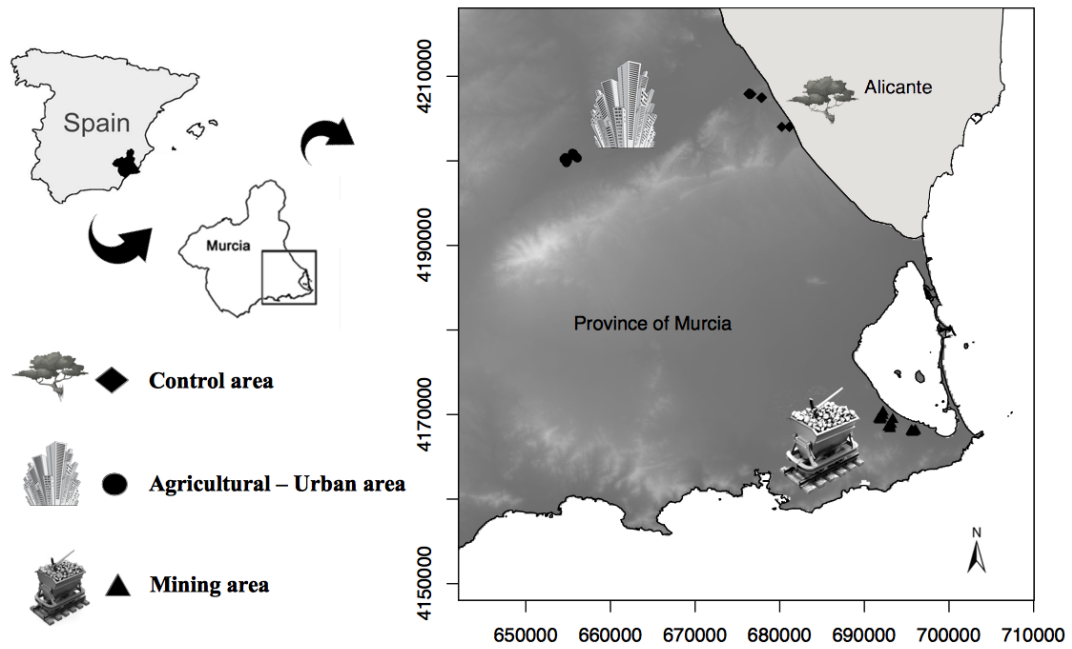 Spain
Murcia
Control area
Agricultural – Urban area
Mining area
Alicante
Province of Murcia
N
4210000
4190000
4170000
4150000
650000 660000 670000 680000 690000 700000 710000